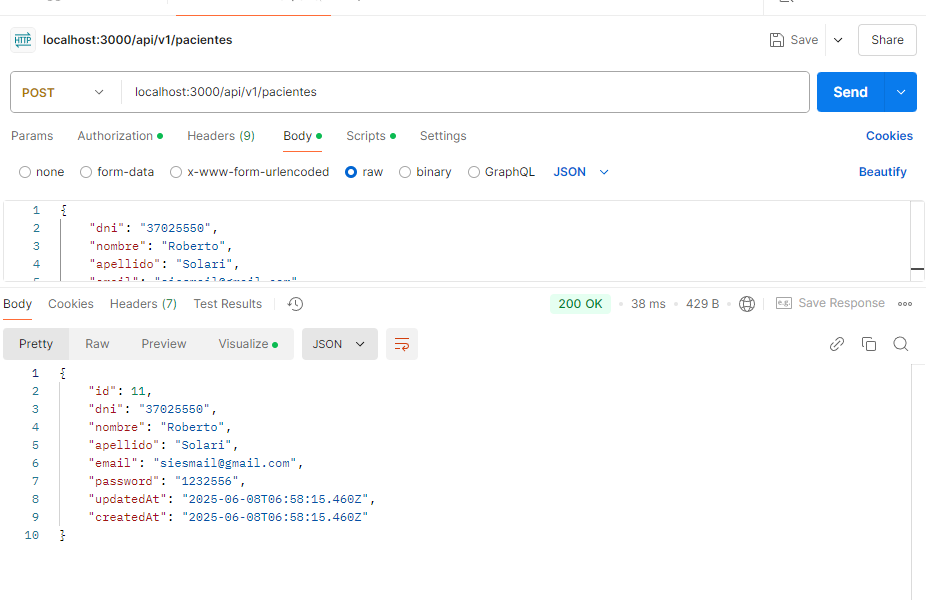 HTTP localhost:3000/api/v1/pacientes Save Share
POST localhost:3000/api/v1/pacientes Send
Params Authorization Headers (9) Body Scripts Settings Cookies
none form-data x-www-form-urlencoded raw binary GraphQL JSON Beautify
1 {
2 "dni": "37025550",
3 "nombre": "Roberto",
4 "apellido": "Solari",
5 "email": "siesmail@gmail.com"
Body Cookies Headers (7) Test Results 200 OK • 38 ms • 429 B • e.g. Save Response
Pretty Raw Preview Visualize JSON
1 {
2 "id": 11,
3 "dni": "37025550",
4 "nombre": "Roberto",
5 "apellido": "Solari",
6 "email": "siesmail@gmail.com",
7 "password": "1232556",
8 "updatedAt": "2025-06-08T06:58:15.460Z",
9 "createdAt": "2025-06-08T06:58:15.460Z"
10 }